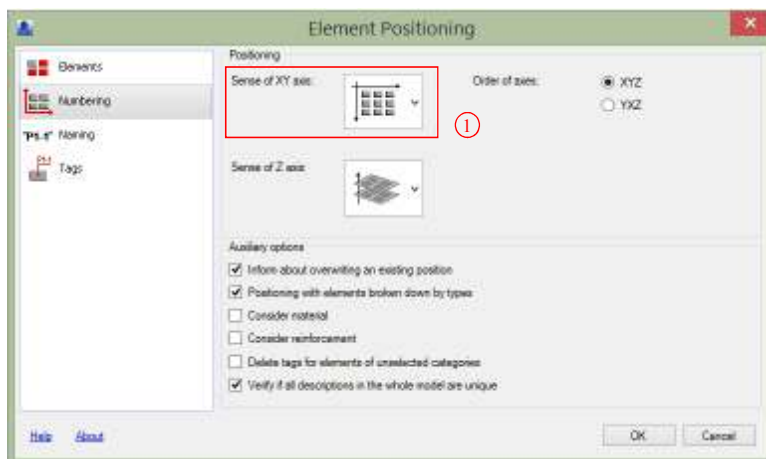 Element Positioning
Elements
Numbering
"P1.5" Naming
P1.1
Tags
Positioning
Sense of XY axis:
Order of axes:
XYZ
YXZ
1
Sense of Z axis
Auxiliary options
Inform about overwriting an existing position
Positioning with elements broken down by types
Consider material
Consider reinforcement
Delete tags for elements of unselected categories
Verify if all descriptions in the whole model are unique
Help
About
OK
Cancel